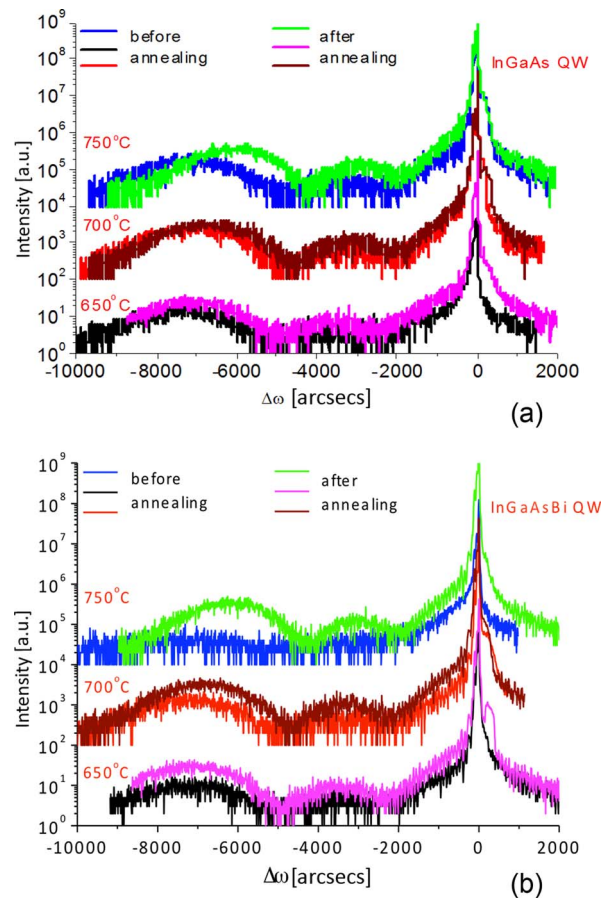 10⁹
10⁸
10⁷
10⁶
10⁵
10⁴
10³
10²
10¹
10⁰
Intensity [a.u.]
before
annealing
after
annealing
InGaAs QW
750°C
700°C
650°C
-10000 -8000 -6000 -4000 -2000 0 2000
Δω [arcsecs]
(a)
10⁹
10⁸
10⁷
10⁶
10⁵
10⁴
10³
10²
10¹
10⁰
Intensity [a.u.]
before
annealing
after
annealing
InGaAsBi QW
750°C
700°C
650°C
-10000 -8000 -6000 -4000 -2000 0 2000
Δω [arcsecs]
(b)